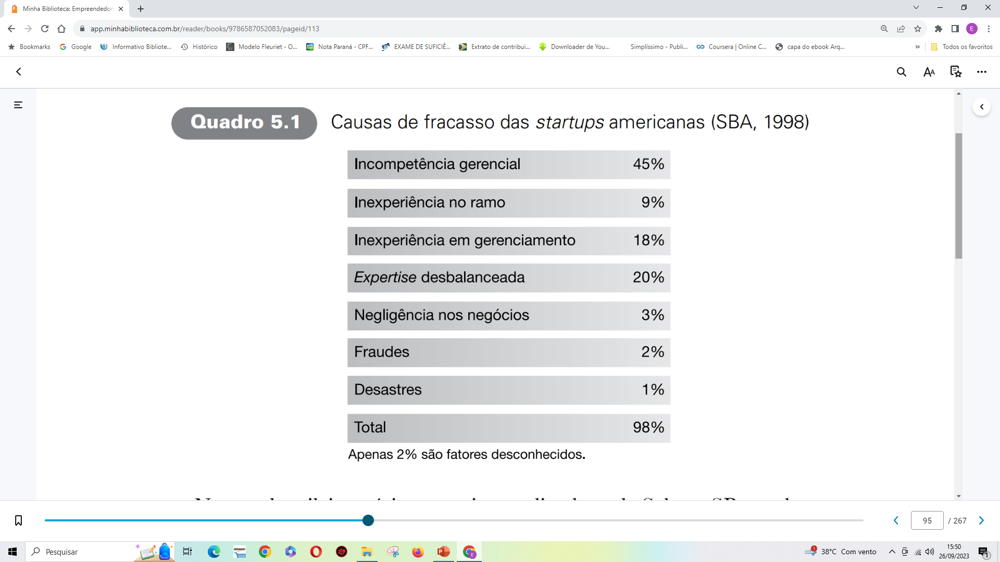 Minha Biblioteca: Empreendedor
app.minhabiblioteca.com.br/reader/books/9786587052083/pageid/113
E
Bookmarks
Google
Informativo Bibliote...
Histórico
Modelo Fleuriet - O...
Nota Paraná - CPF...
EXAME DE SUFICIÊ...
Extrato de contribui...
Downloader de You...
Simplíssimo - Publi...
Coursera | Online C...
capa do ebook Arq...
»
Todos os favoritos
AA
Quadro 5.1 Causas de fracasso das startups americanas (SBA, 1998)
Incompetência gerencial 45%
Inexperiência no ramo 9%
Inexperiência em gerenciamento 18%
Expertise desbalanceada 20%
Negligência nos negócios 3%
Fraudes 2%
Desastres 1%
Total 98%
Apenas 2% são fatores desconhecidos.
95 / 267
Pesquisar
amazon
1
38°C Com vento
15:50
26/09/2023
1